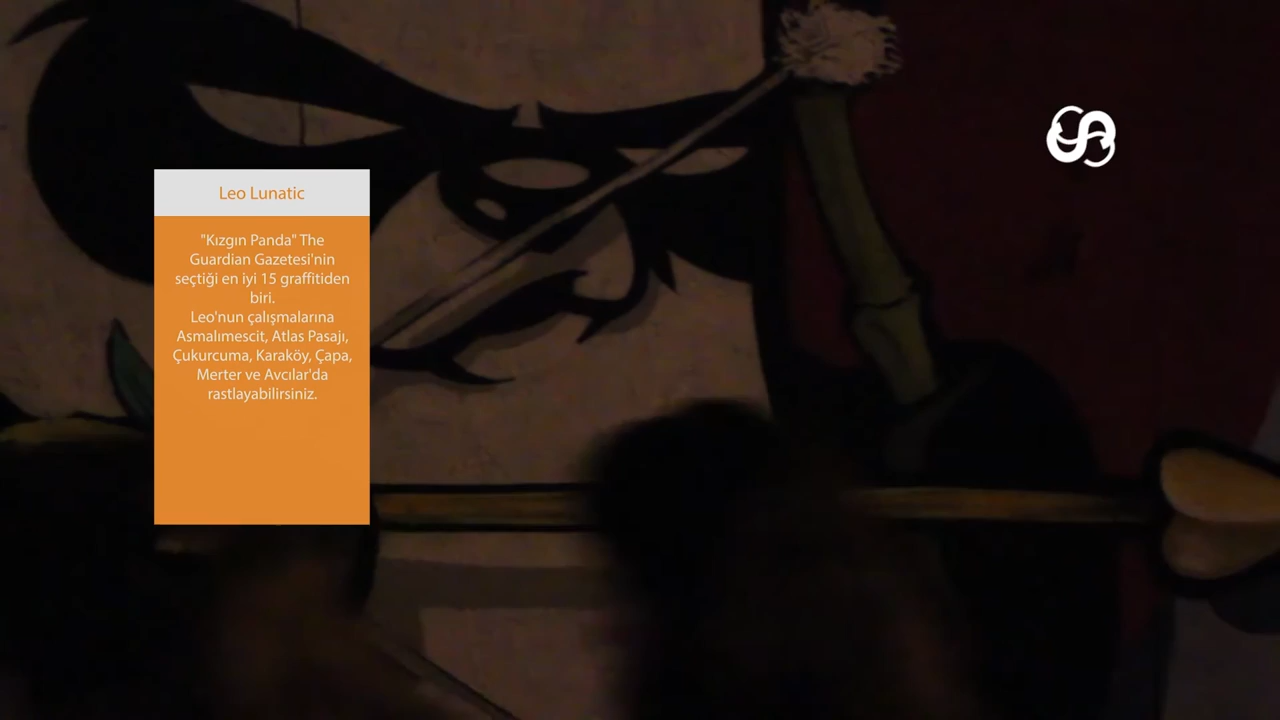 Leo Lunatic
"Kızgın Panda" The
Guardian Gazetesi'nin
seçtiği en iyi 15 graffitiden
biri.
Leo'nun çalışmalarına
Asmalımescit, Atlas Pasajı,
Çukurcuma, Karaköy, Çapa,
Merter ve Avcılar'da
rastlayabilirsiniz.